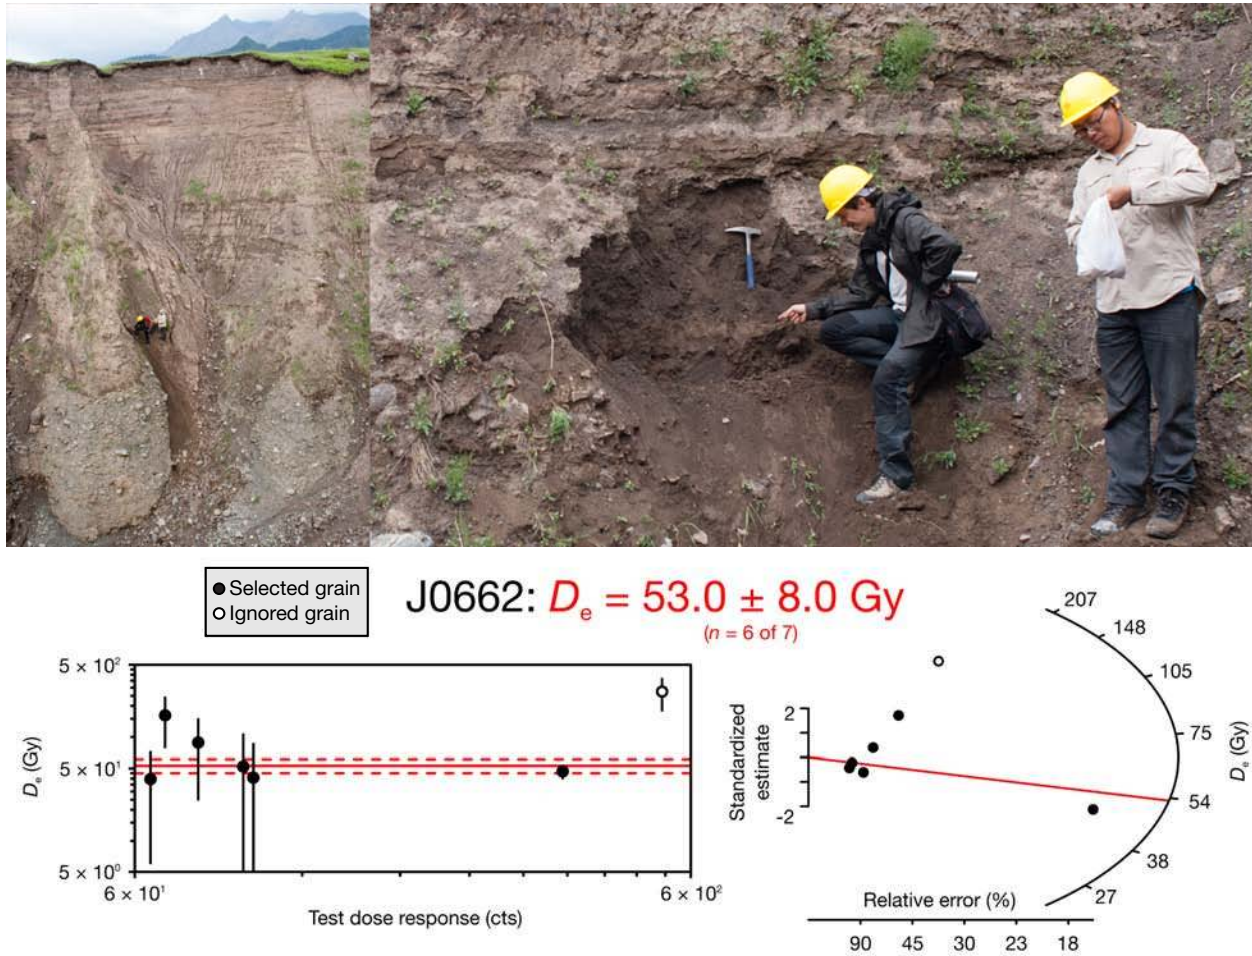 Selected grain
Ignored grain
J0662: Dₑ = 53.0 ± 8.0 Gy
(n = 6 of 7)
5 × 10²
5 × 10¹
5 × 10⁰
Dₑ (Gy)
6 × 10¹
6 × 10²
Test dose response (cts)
2
-2
Standardized
estimate
207
148
105
75
54
38
27
Dₑ (Gy)
Relative error (%)
90 45 30 23 18